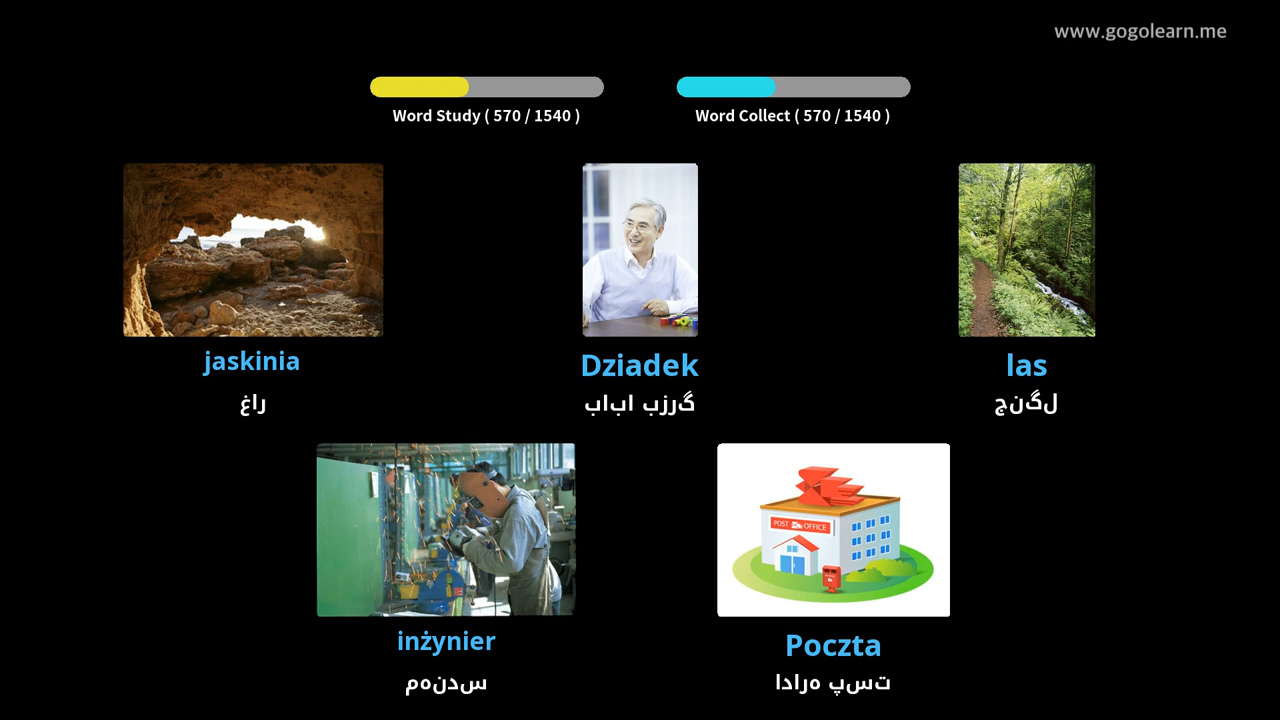 www.gogolearn.me
Word Study ( 570 / 1540 )
Word Collect ( 570 / 1540 )
jaskinia
راغ
Dziadek
گرزب اباب
las
لگنج
inżynier
سدنهم
POST OFFICE
Poczta
تسپ هرادا